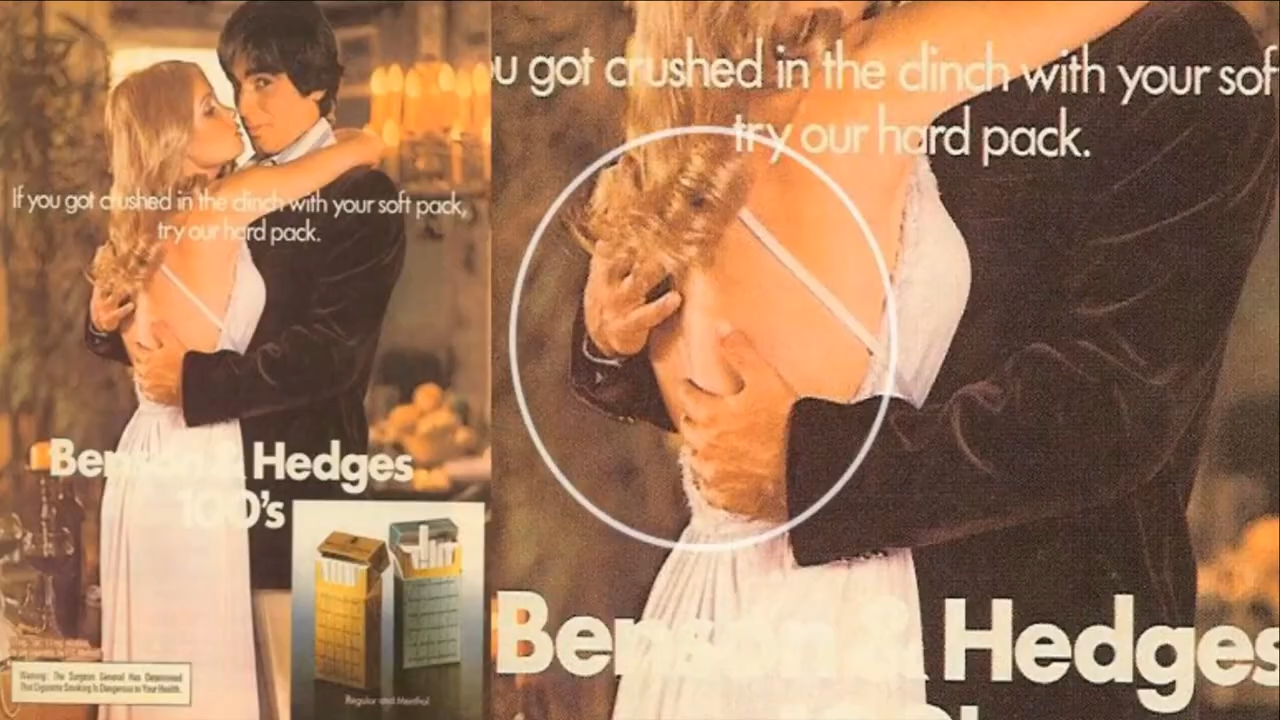 If you got crushed in the clinch with your soft pack,
try our hard pack.
Benson & Hedges
100's
Regular and Menthol
Warning: The Surgeon General Has Determined
That Cigarette Smoking Is Dangerous to Your Health.
u got crushed in the clinch with your sof
try our hard pack.
Benson & Hedges